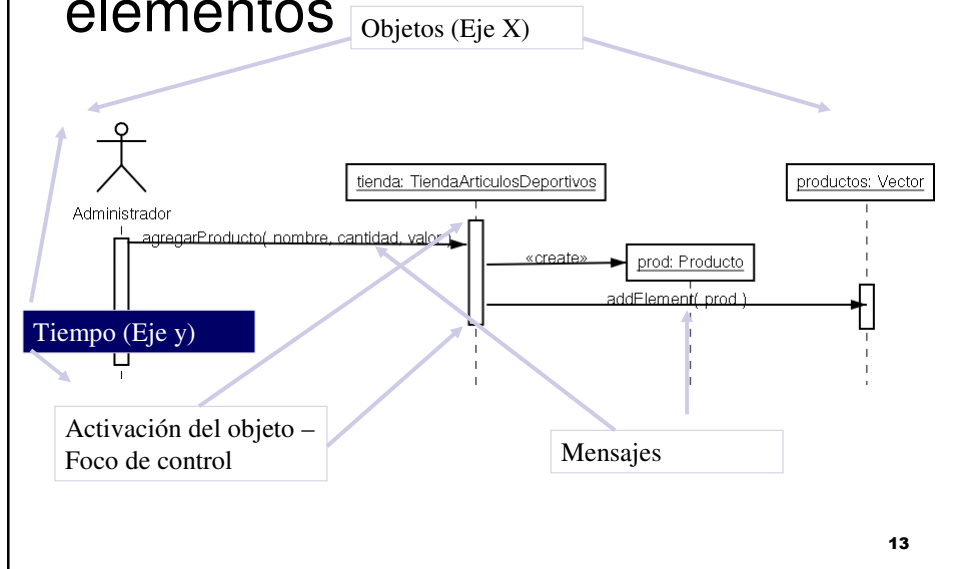 elementos
Objetos (Eje X)
tienda: TiendaArticulosDeportivos
productos: Vector
Administrador
agregarProducto( nombre, cantidad, valor )
«create»
prod: Producto
addElement( prod )
Tiempo (Eje y)
Activación del objeto –
Foco de control
Mensajes
13